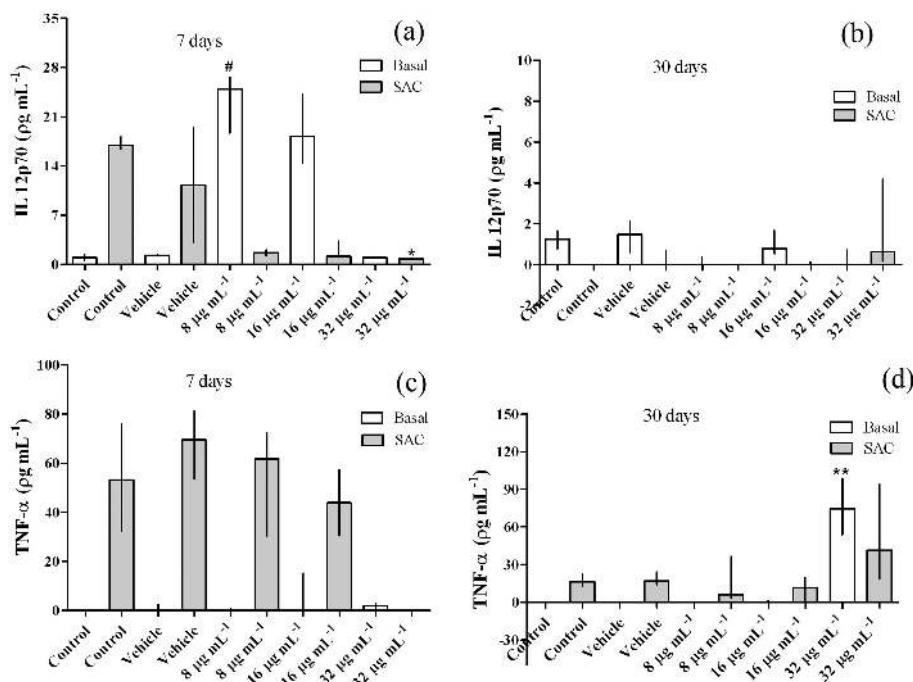 (a)
7 days
Basal
SAC
#
*
IL 12p70 (ρg mL⁻¹)
35
28
21
14
7
0
Control
Control
Vehicle
Vehicle
8 µg mL⁻¹
8 µg mL⁻¹
16 µg mL⁻¹
16 µg mL⁻¹
32 µg mL⁻¹
32 µg mL⁻¹
(b)
30 days
Basal
SAC
IL 12p70 (ρg mL⁻¹)
10
8
6
4
2
0
-2
Control
Control
Vehicle
Vehicle
8 µg mL⁻¹
8 µg mL⁻¹
16 µg mL⁻¹
16 µg mL⁻¹
32 µg mL⁻¹
32 µg mL⁻¹
(c)
7 days
Basal
SAC
TNF-α (ρg mL⁻¹)
100
80
60
40
20
0
Control
Control
Vehicle
Vehicle
8 µg mL⁻¹
8 µg mL⁻¹
16 µg mL⁻¹
16 µg mL⁻¹
32 µg mL⁻¹
32 µg mL⁻¹
(d)
30 days
Basal
SAC
**
TNF-α (ρg mL⁻¹)
150
120
90
60
30
0
-30
Control
Control
Vehicle
Vehicle
8 µg mL⁻¹
8 µg mL⁻¹
16 µg mL⁻¹
16 µg mL⁻¹
32 µg mL⁻¹
32 µg mL⁻¹